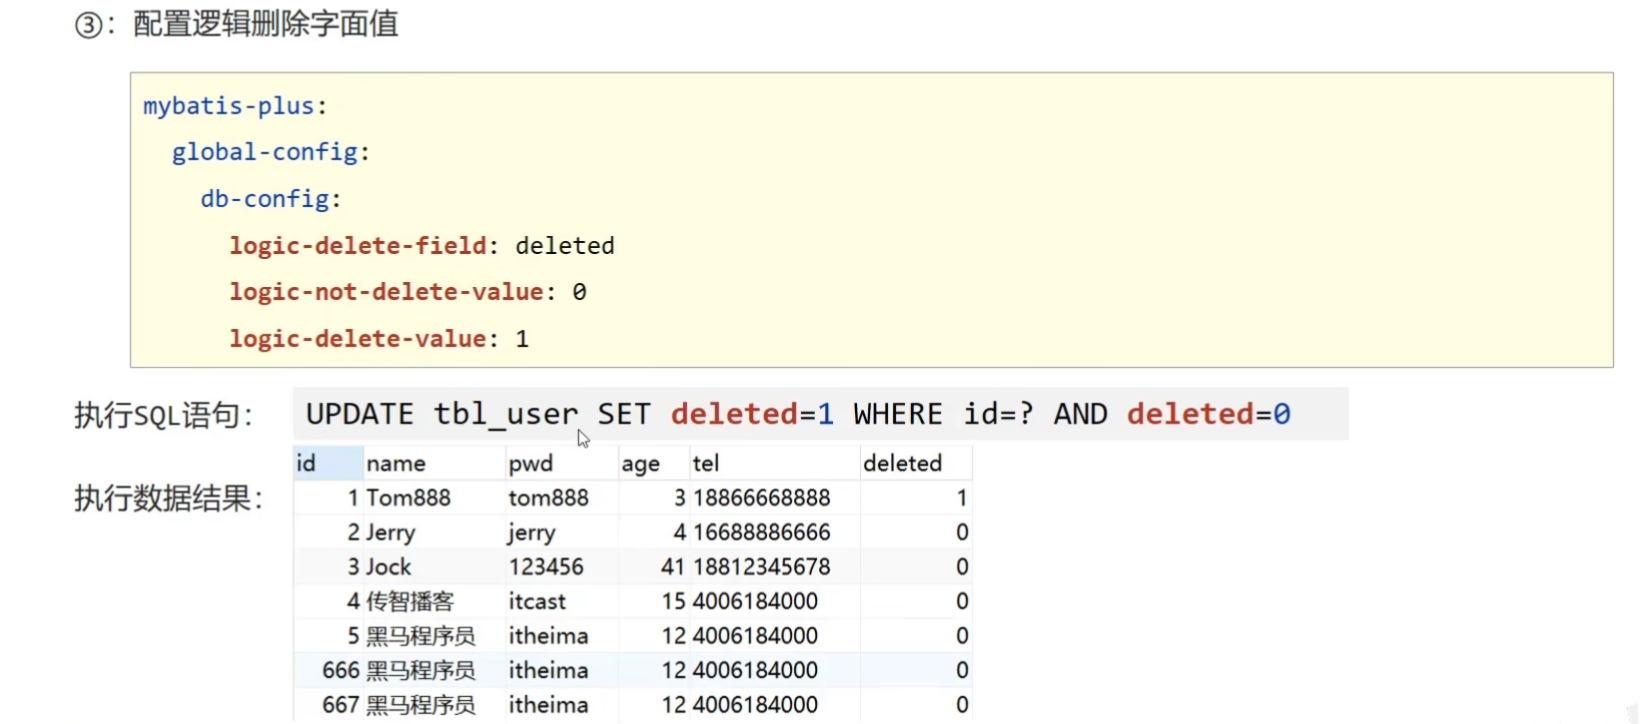 ③：配置逻辑删除字面值
mybatis-plus:
global-config:
db-config:
logic-delete-field: deleted
logic-not-delete-value: 0
logic-delete-value: 1
执行SQL语句： UPDATE tbl_user SET deleted=1 WHERE id=? AND deleted=0
执行数据结果：
id name pwd age tel deleted
1 Tom888 tom888 3 18866668888 1
2 Jerry jerry 4 16688886666 0
3 Jock 123456 41 18812345678 0
4 传智播客 itcast 15 4006184000 0
5 黑马程序员 itheima 12 4006184000 0
666 黑马程序员 itheima 12 4006184000 0
667 黑马程序员 itheima 12 4006184000 0